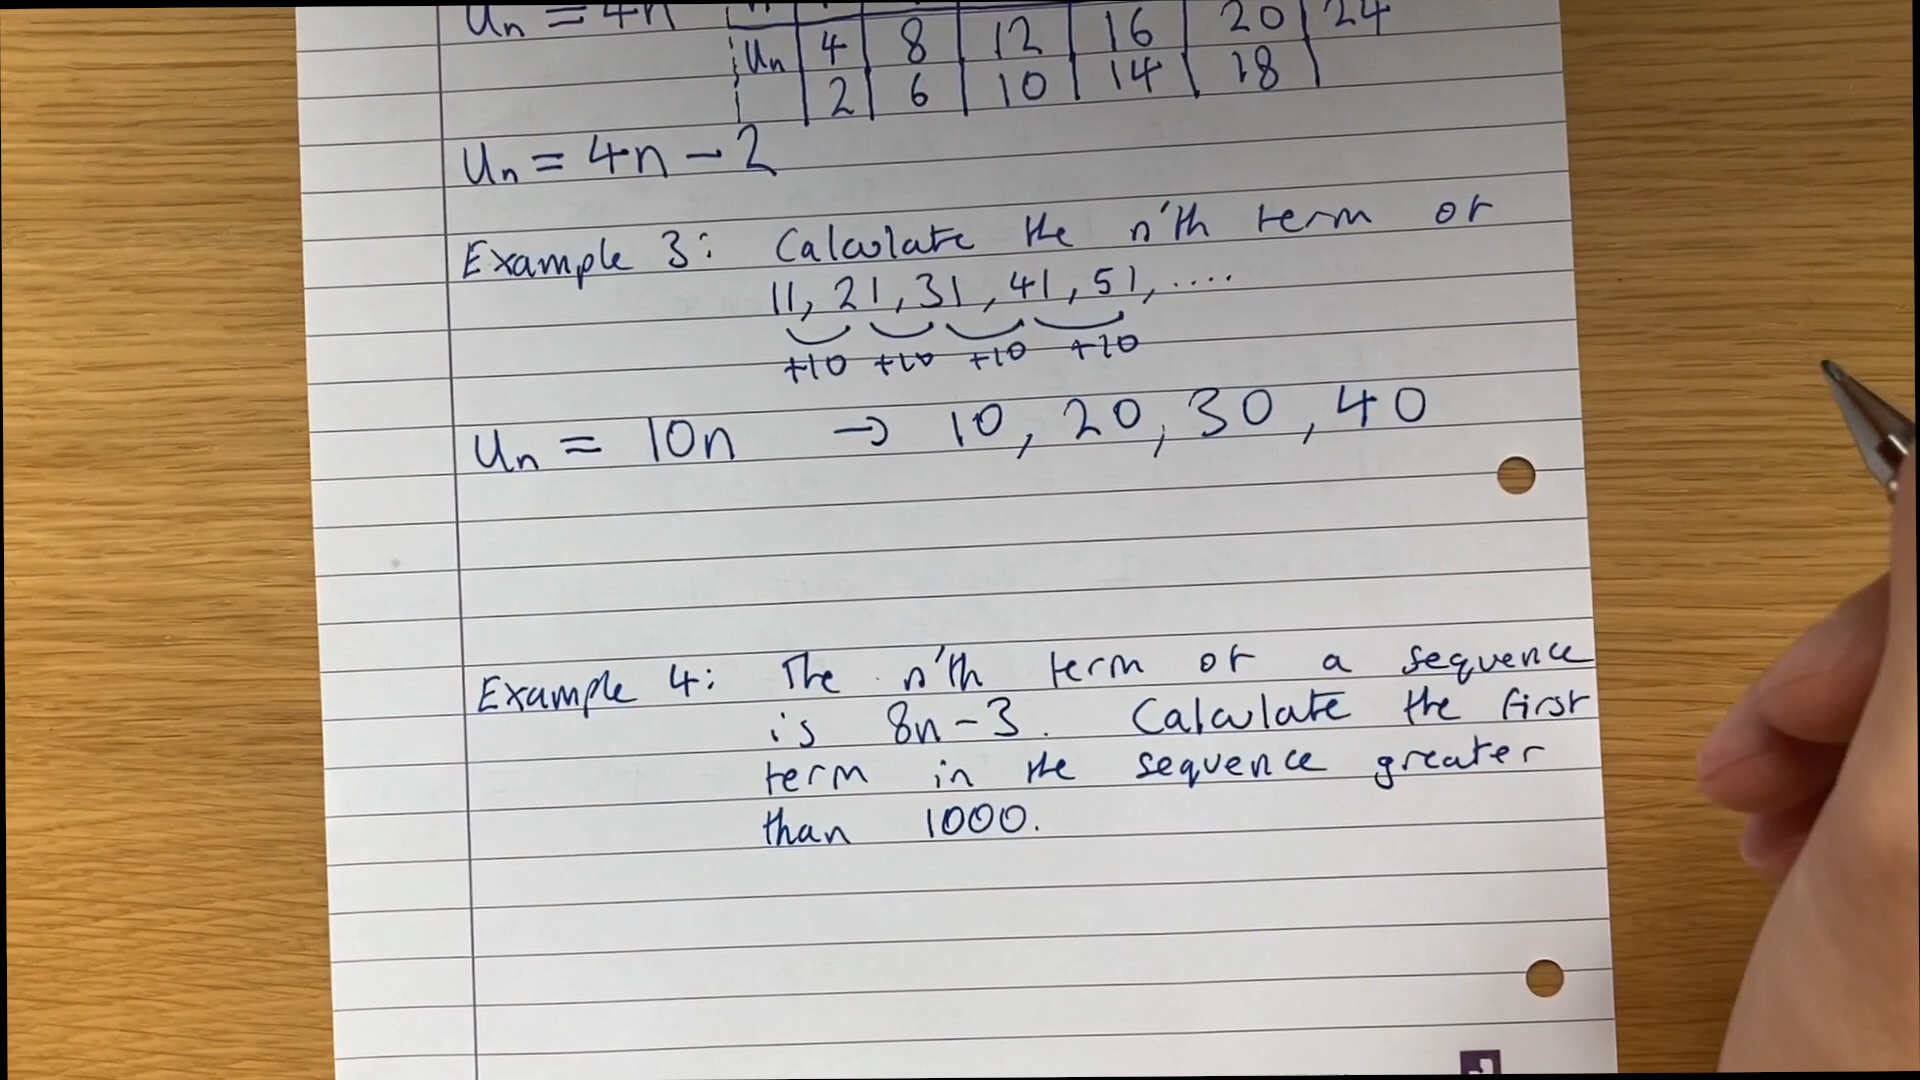 Un = 4n
Un 4 8 12 16 20 24
2 6 10 14 18
Un = 4n - 2
Example 3: Calculate the n'th term of
11, 21, 31, 41, 51, ....
+10 +10 +10 +10
Un = 10n → 10, 20, 30, 40
Example 4: The n'th term of a sequence
is 8n - 3. Calculate the first
term in the sequence greater
than 1000.